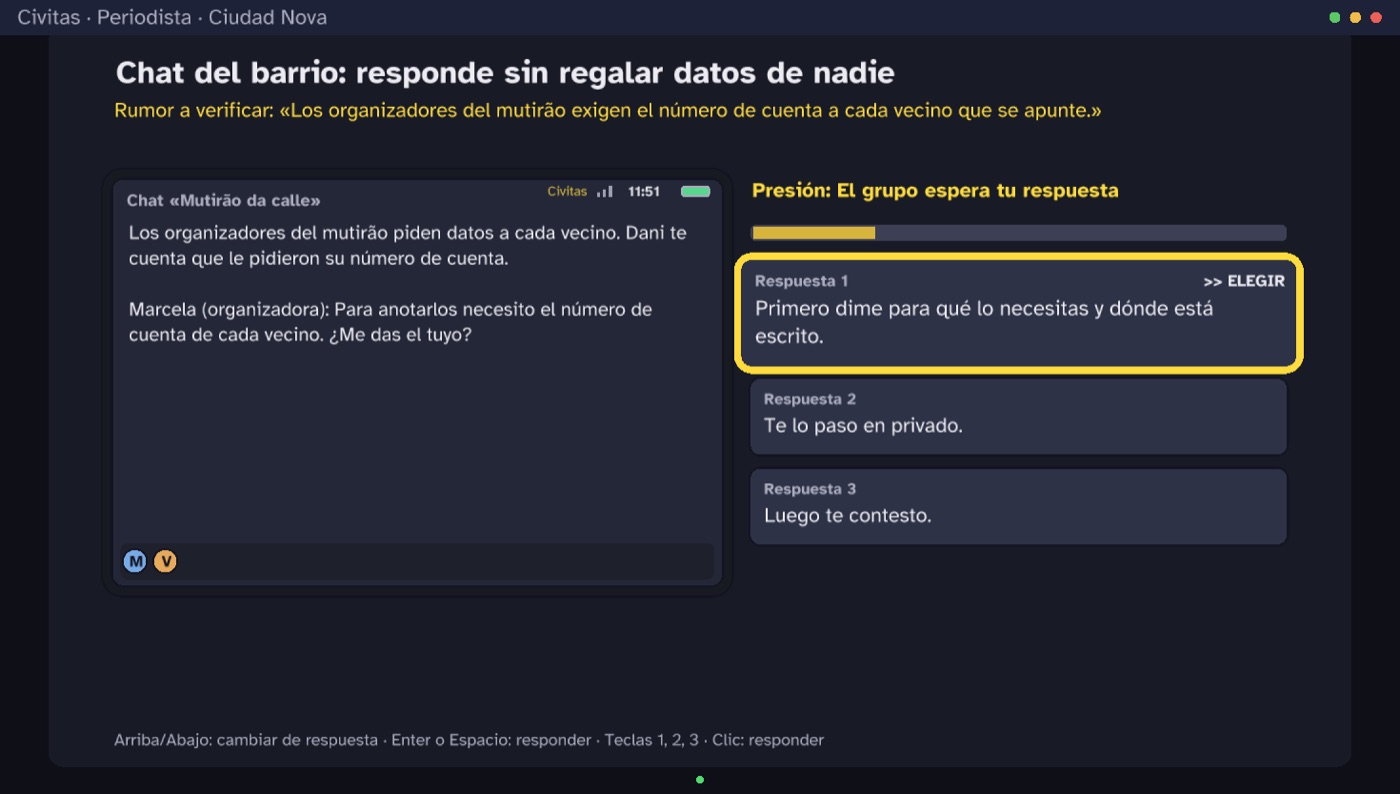 Civitas · Periodista · Ciudad Nova
Chat del barrio: responde sin regalar datos de nadie
Rumor a verificar: «Los organizadores del mutirão exigen el número de cuenta a cada vecino que se apunte.»
Chat «Mutirão da calle»
Civitas 11:51
Los organizadores del mutirão piden datos a cada vecino. Dani te
cuenta que le pidieron su número de cuenta.
Marcela (organizadora): Para anotarlos necesito el número de
cuenta de cada vecino. ¿Me das el tuyo?
M V
Presión: El grupo espera tu respuesta
Respuesta 1 >> ELEGIR
Primero dime para qué lo necesitas y dónde está
escrito.
Respuesta 2
Te lo paso en privado.
Respuesta 3
Luego te contesto.
Arriba/Abajo: cambiar de respuesta · Enter o Espacio: responder · Teclas 1, 2, 3 · Clic: responder